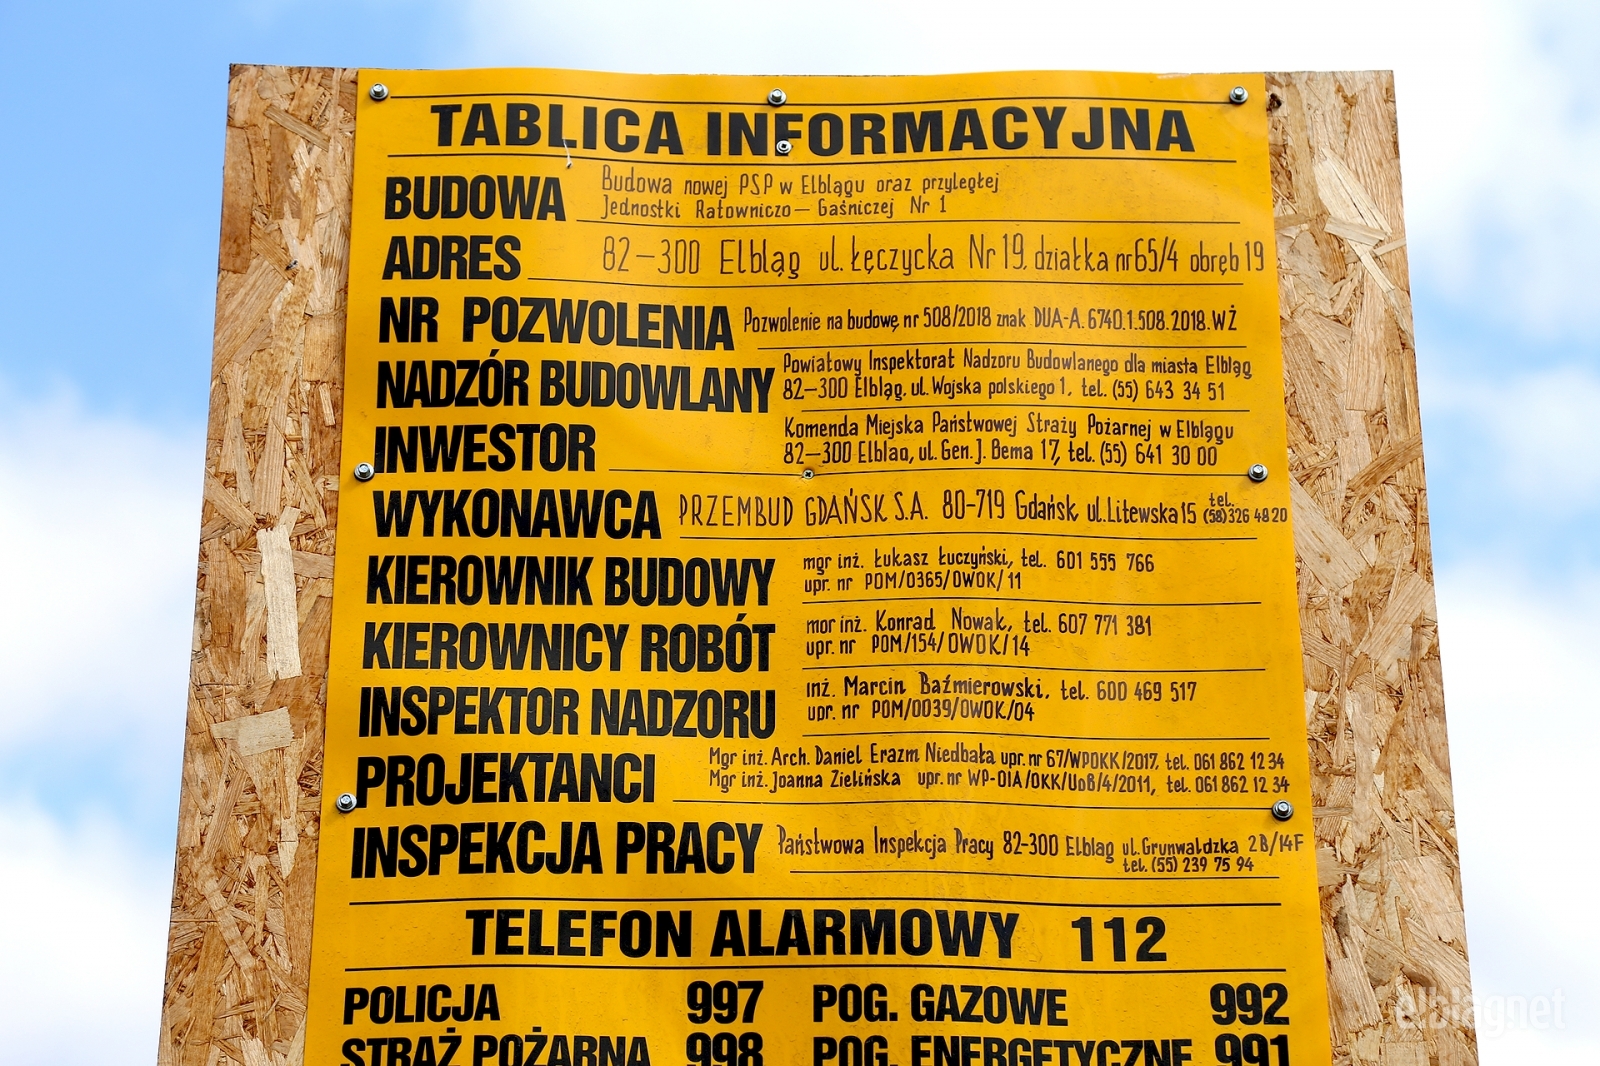 TABLICA INFORMACYJNA
BUDOWA Budowa nowej PSP w Elblągu oraz przyległej
Jednostki Ratowniczo – Gaśniczej Nr 1
ADRES 82–300 Elbląg ul. Łęczycka Nr 19, działka nr 65/4 obręb 19
NR POZWOLENIA Pozwolenie na budowę nr 508/2018 znak DUA-A.6740.1.508.2018.WŻ
NADZÓR BUDOWLANY Powiatowy Inspektorat Nadzoru Budowlanego dla miasta Elbląg
82–300 Elbląg, ul. Wojska polskiego 1, tel. (55) 643 34 51
INWESTOR Komenda Miejska Państwowej Straży Pożarnej w Elblągu
82–300 Elbląg, ul. Gen. J. Bema 17, tel. (55) 641 30 00
WYKONAWCA PRZEMBUD GDAŃSK S.A. 80-719 Gdańsk ul. Litewska 15 tel. (58) 326 48 20
KIEROWNIK BUDOWY mgr inż. Łukasz Łuczyński, tel. 601 555 766
upr. nr POM/0365/OWOK/11
KIEROWNICY ROBÓT mgr inż. Konrad Nowak, tel. 607 771 381
upr. nr POM/154/OWOK/14
INSPEKTOR NADZORU inż. Marcin Baźmierowski, tel. 600 469 517
upr. nr POM/0039/OWOK/04
PROJEKTANCI Mgr inż. Arch. Daniel Erazm Niedbała upr. nr 67/WPOKK/2017, tel. 061 862 12 34
Mgr inż. Joanna Zielińska upr. nr WP-OIA/OKK/UpB/4/2011, tel. 061 862 12 34
INSPEKCJA PRACY Państwowa Inspekcja Pracy 82-300 Elbląg ul. Grunwaldzka 2B/14F
tel. (55) 239 75 94
TELEFON ALARMOWY 112
POLICJA 997 POG. GAZOWE 992
STRAŻ POŻARNA 998 POG. ENERGETYCZNE 991
elblagnet